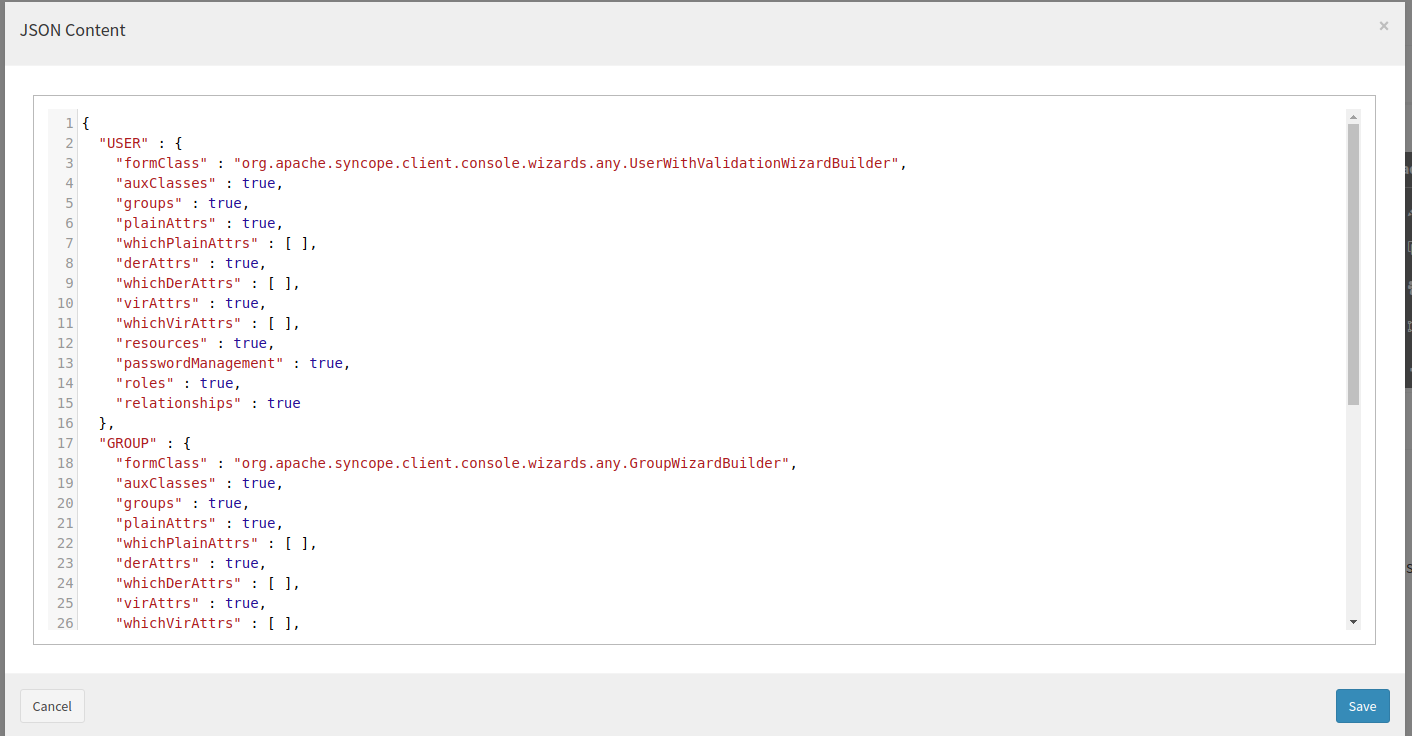 JSON Content
×
1 {
2   "USER" : {
3     "formClass" : "org.apache.syncope.client.console.wizards.any.UserWithValidationWizardBuilder",
4     "auxClasses" : true,
5     "groups" : true,
6     "plainAttrs" : true,
7     "whichPlainAttrs" : [ ],
8     "derAttrs" : true,
9     "whichDerAttrs" : [ ],
10     "virAttrs" : true,
11     "whichVirAttrs" : [ ],
12     "resources" : true,
13     "passwordManagement" : true,
14     "roles" : true,
15     "relationships" : true
16   },
17   "GROUP" : {
18     "formClass" : "org.apache.syncope.client.console.wizards.any.GroupWizardBuilder",
19     "auxClasses" : true,
20     "groups" : true,
21     "plainAttrs" : true,
22     "whichPlainAttrs" : [ ],
23     "derAttrs" : true,
24     "whichDerAttrs" : [ ],
25     "virAttrs" : true,
26     "whichVirAttrs" : [ ],
Cancel
Save